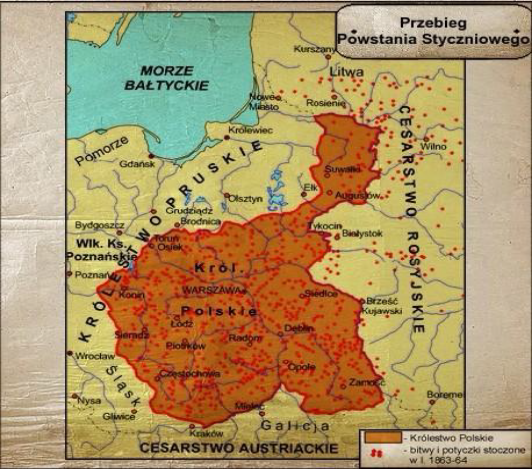 Przebieg
Powstania Styczniowego
MORZE
BAŁTYCKIE
Kurszany
Litwa
Nowe
Miasto
Rosienie
Królewiec
Wilno
Pomorze
Gdańsk
CESARSTWO ROSYJSKIE
KRÓLESTWO PRUSKIE
Suwałki
Ełk
Augustów
Olsztyn
Grudziądz
Brodnica
Bydgoszcz
Tykocin
Białystok
Toruń
Osiek
Wlk. Ks.
Poznańskie
Poznań
Król
Polskie
WARSZAWA
Konin
Siedlce
Brześć
Kujawski
Łódź
Sieradz
Dęblin
Piotrków
Radom
Wrocław
Śląsk
Opole
Częstochowa
Zamość
Nysa
Gliwice
Borem
Mielec
Galicja
Kraków
CESARSTWO AUSTRIACKIE
- Królestwo Polskie
- bitwy i potyczki stoczone
w l. 1863-64